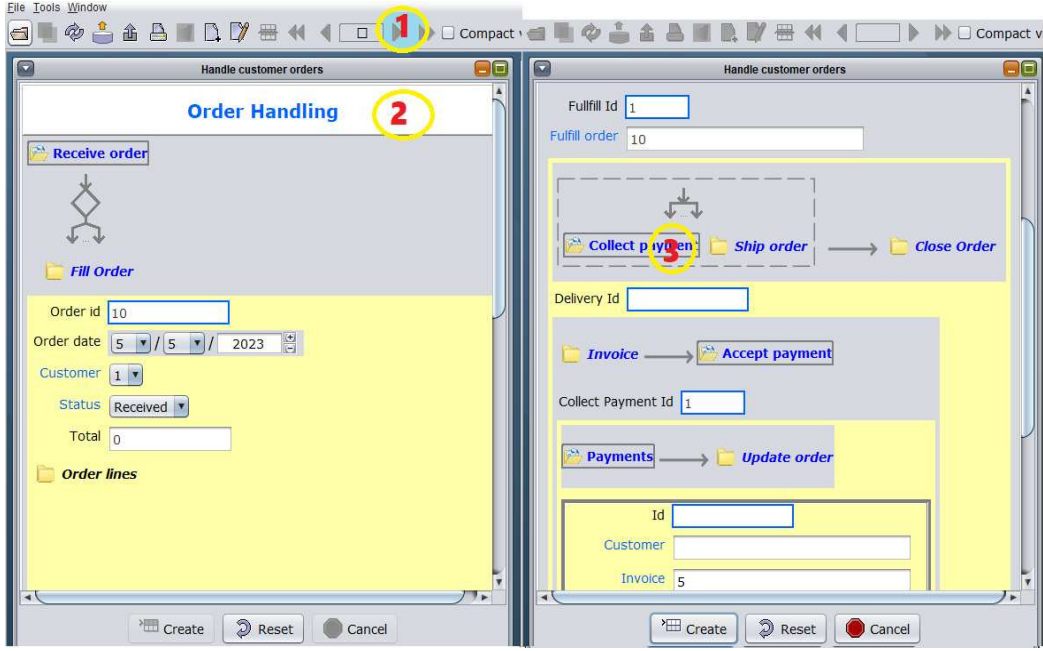 File Tools Window
1
Compact v
Compact vi
Handle customer orders
Order Handling
2
Receive order
...
Fill Order
Order id 10
Order date 5 / 5 / 2023
Customer 1
Status Received
Total 0
Order lines
Create Reset Cancel
Handle customer orders
Fullfill Id 1
Fulfill order 10
...
Collect payment Ship order Close Order
3
Delivery Id
Invoice Accept payment
Collect Payment Id 1
Payments Update order
Id
Customer
Invoice 5
Create Reset Cancel